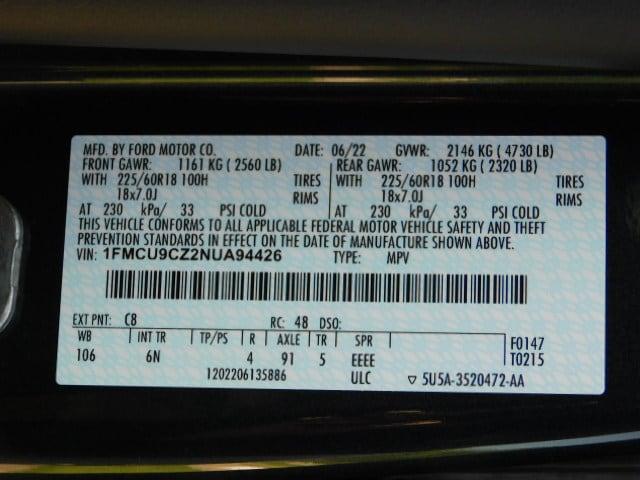 MFD. BY FORD MOTOR CO. DATE: 06/22 GVWR: 2146 KG ( 4730 LB)
FRONT GAWR: 1161 KG ( 2560 LB) REAR GAWR: 1052 KG ( 2320 LB)
WITH 225/60R18 100H TIRES WITH 225/60R18 100H TIRES
18x7.0J RIMS 18x7.0J RIMS
AT 230 kPa/ 33 PSI COLD AT 230 kPa/ 33 PSI COLD
THIS VEHICLE CONFORMS TO ALL APPLICABLE FEDERAL MOTOR VEHICLE SAFETY AND THEFT
PREVENTION STANDARDS IN EFFECT ON THE DATE OF MANUFACTURE SHOWN ABOVE.
VIN: 1FMCU9CZ2NUA94426 TYPE: MPV
EXT PNT: C8 RC: 48 DSO:
WB INT TR TP/PS R AXLE TR SPR F0147
106 6N 4 91 5 EEEE T0215
1202206135886 ULC ▽ 5U5A-3520472-AA